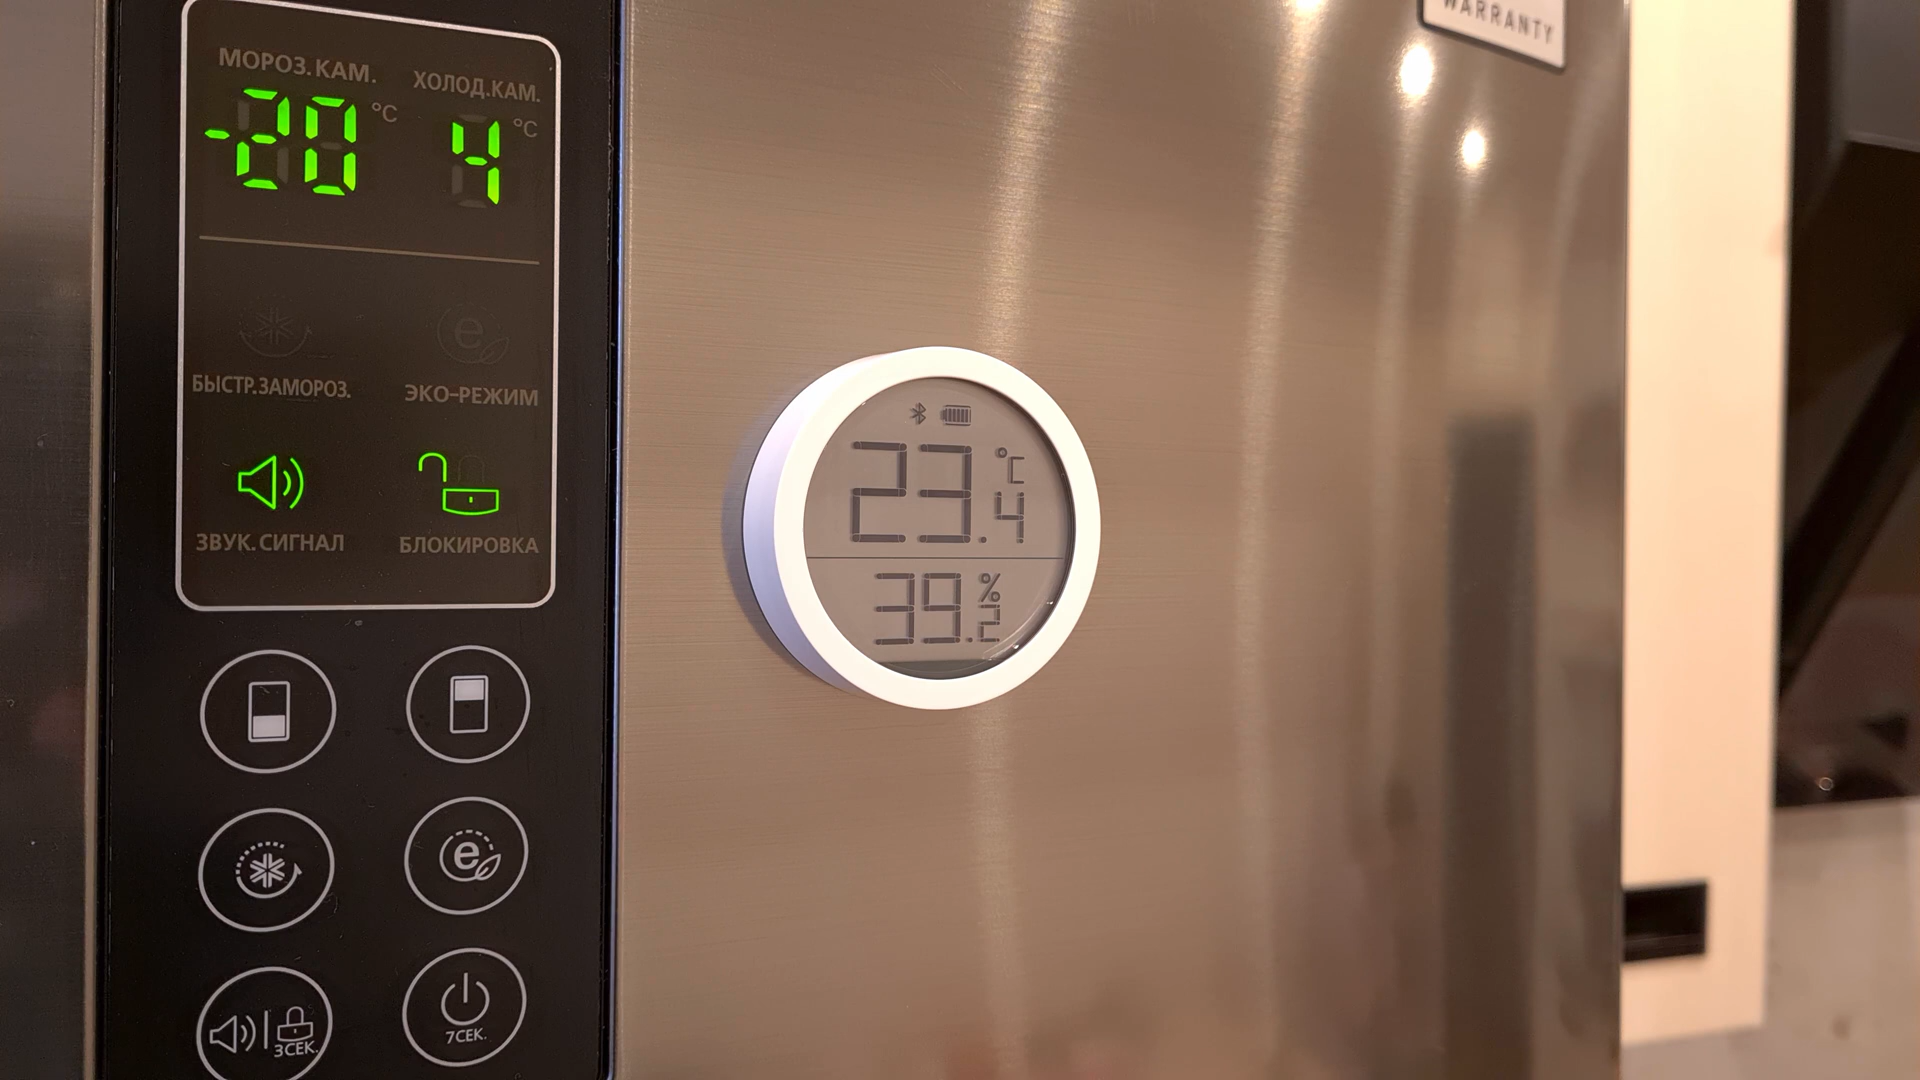 МОРОЗ.КАМ. ХОЛОД.КАМ.
-20 °C 4 °C
БЫСТР.ЗАМОРОЗ. ЭКО-РЕЖИМ
ЗВУК.СИГНАЛ БЛОКИРОВКА
e
3СЕК. 7СЕК.
23.4 °C
39.2 %
WARRANTY